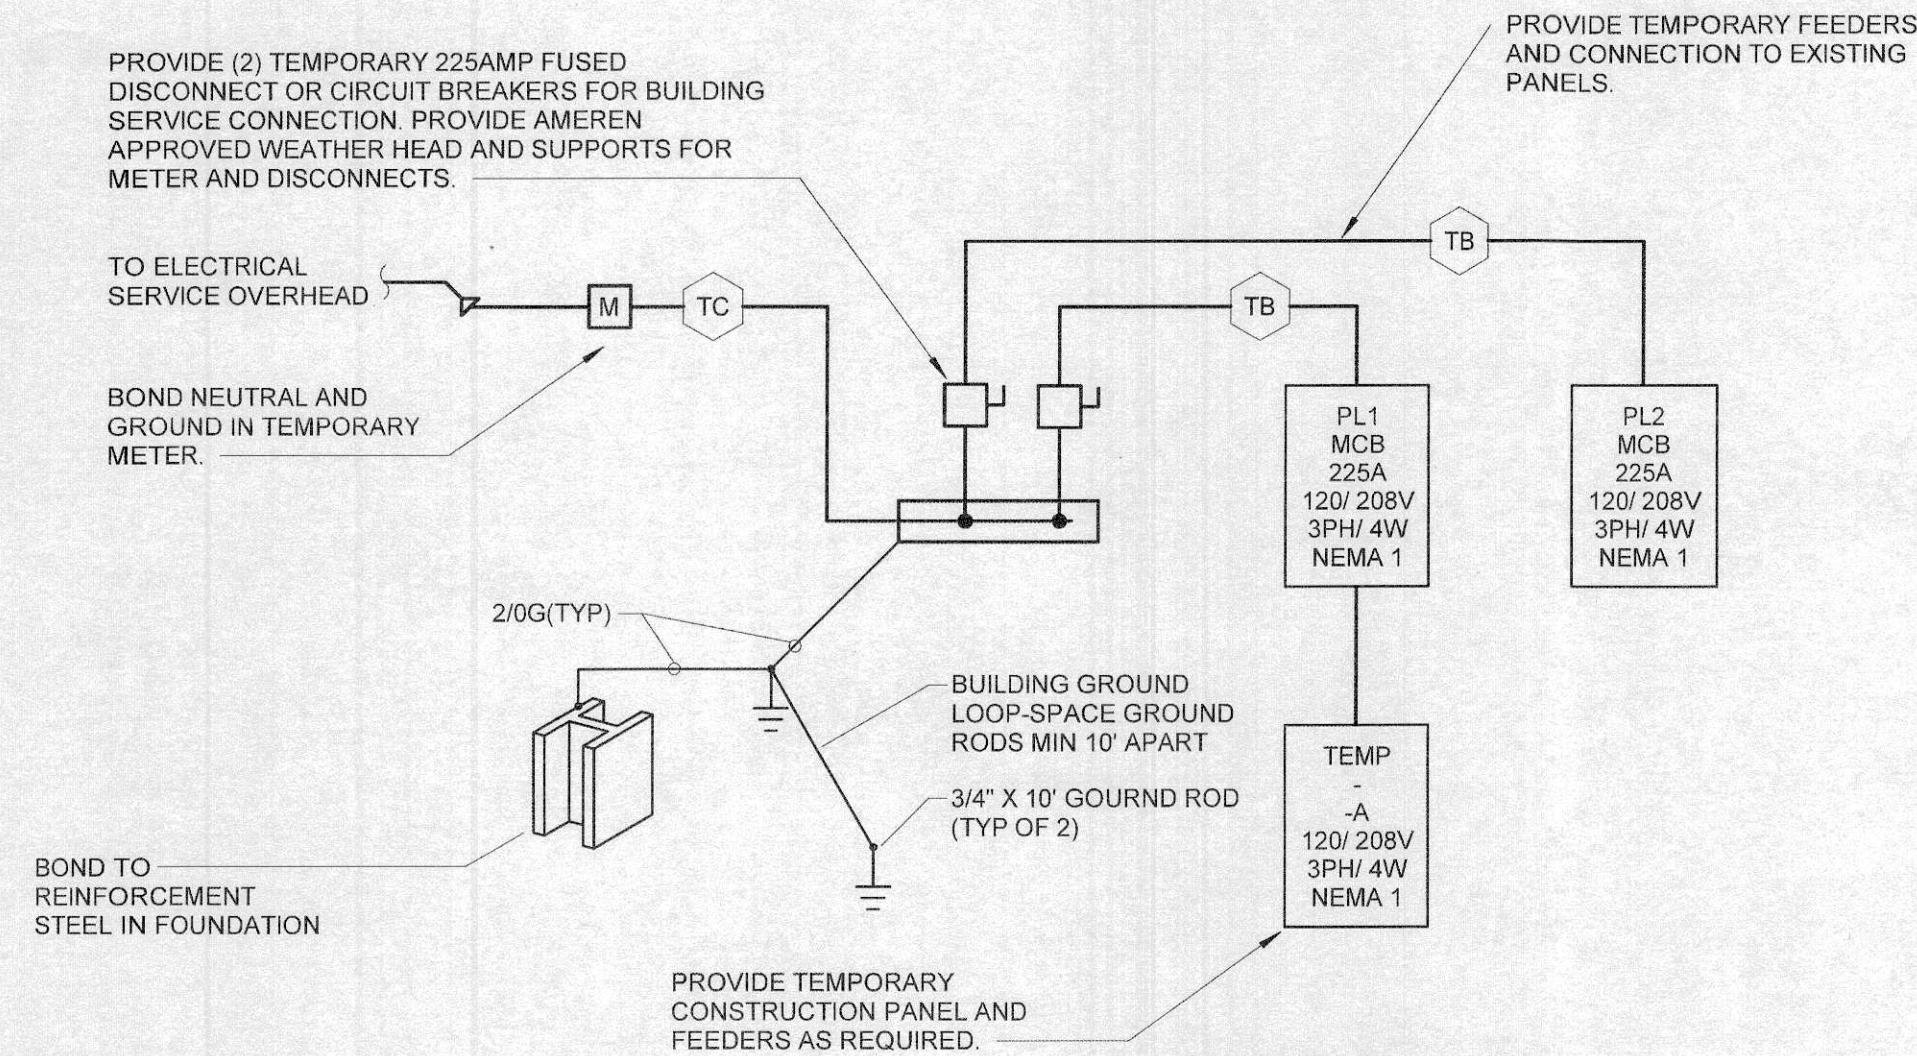 PROVIDE TEMPORARY FEEDERS
AND CONNECTION TO EXISTING
PANELS.
PROVIDE (2) TEMPORARY 225AMP FUSED
DISCONNECT OR CIRCUIT BREAKERS FOR BUILDING
SERVICE CONNECTION. PROVIDE AMEREN
APPROVED WEATHER HEAD AND SUPPORTS FOR
METER AND DISCONNECTS.
TO ELECTRICAL
SERVICE OVERHEAD
M
TC
TB
TB
BOND NEUTRAL AND
GROUND IN TEMPORARY
METER.
PL1
MCB
225A
120/ 208V
3PH/ 4W
NEMA 1
PL2
MCB
225A
120/ 208V
3PH/ 4W
NEMA 1
2/0G(TYP)
BUILDING GROUND
LOOP-SPACE GROUND
RODS MIN 10' APART
3/4" X 10' GOURND ROD
(TYP OF 2)
TEMP
-
-A
120/ 208V
3PH/ 4W
NEMA 1
BOND TO
REINFORCEMENT
STEEL IN FOUNDATION
PROVIDE TEMPORARY
CONSTRUCTION PANEL AND
FEEDERS AS REQUIRED.